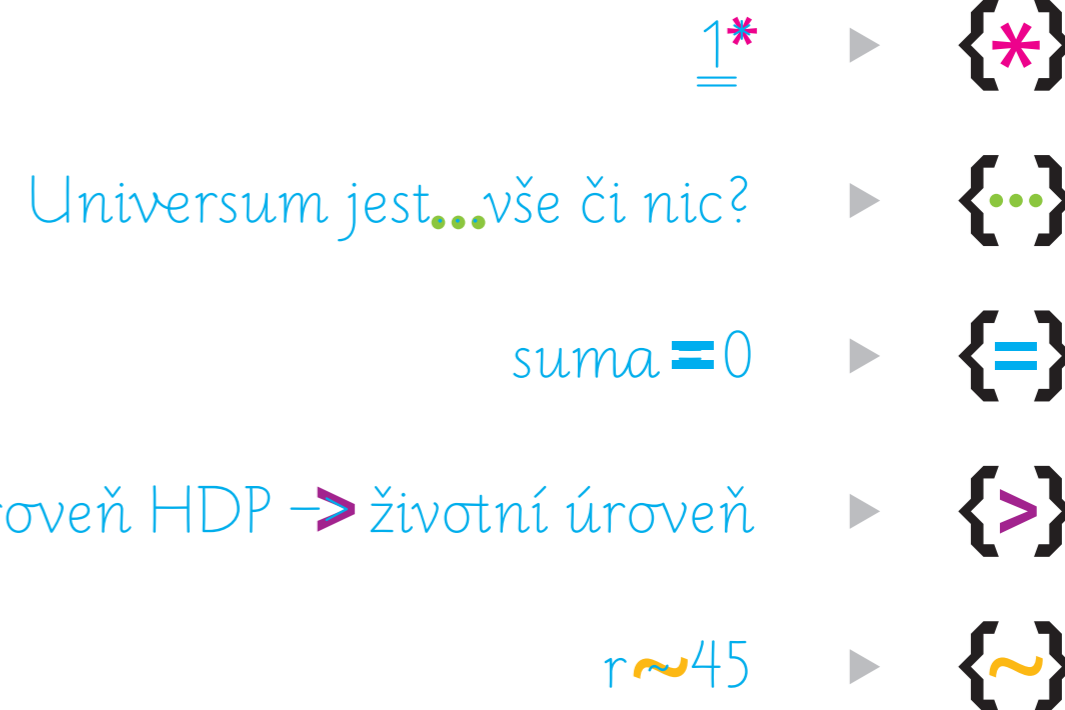 1* ▶ {*}
Universum jest...vše či nic? ▶ {...}
suma = 0 ▶ {=}
HDP -> životní úroveň ▶ {>}
r~45 ▶ {~}